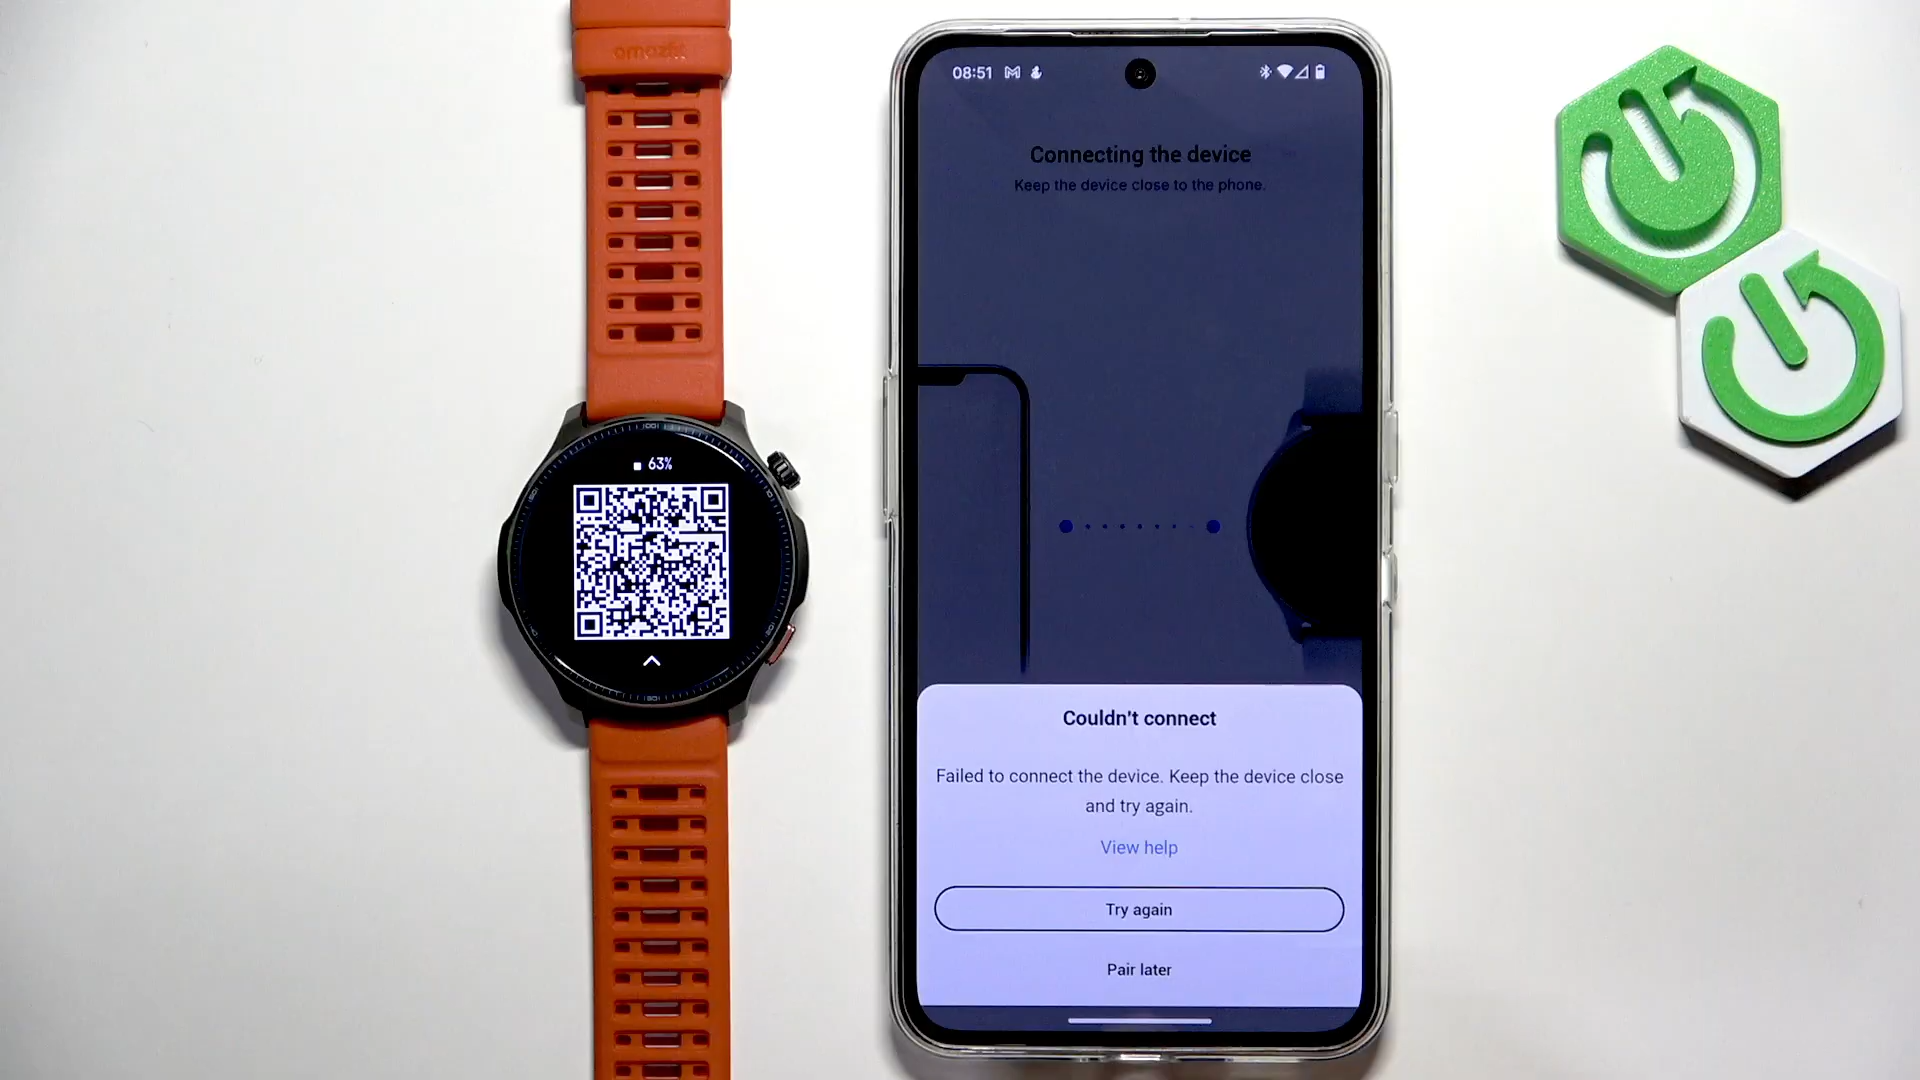 amazfit
63%
08:51
Connecting the device
Keep the device close to the phone.
Couldn't connect
Failed to connect the device. Keep the device close
and try again.
View help
Try again
Pair later